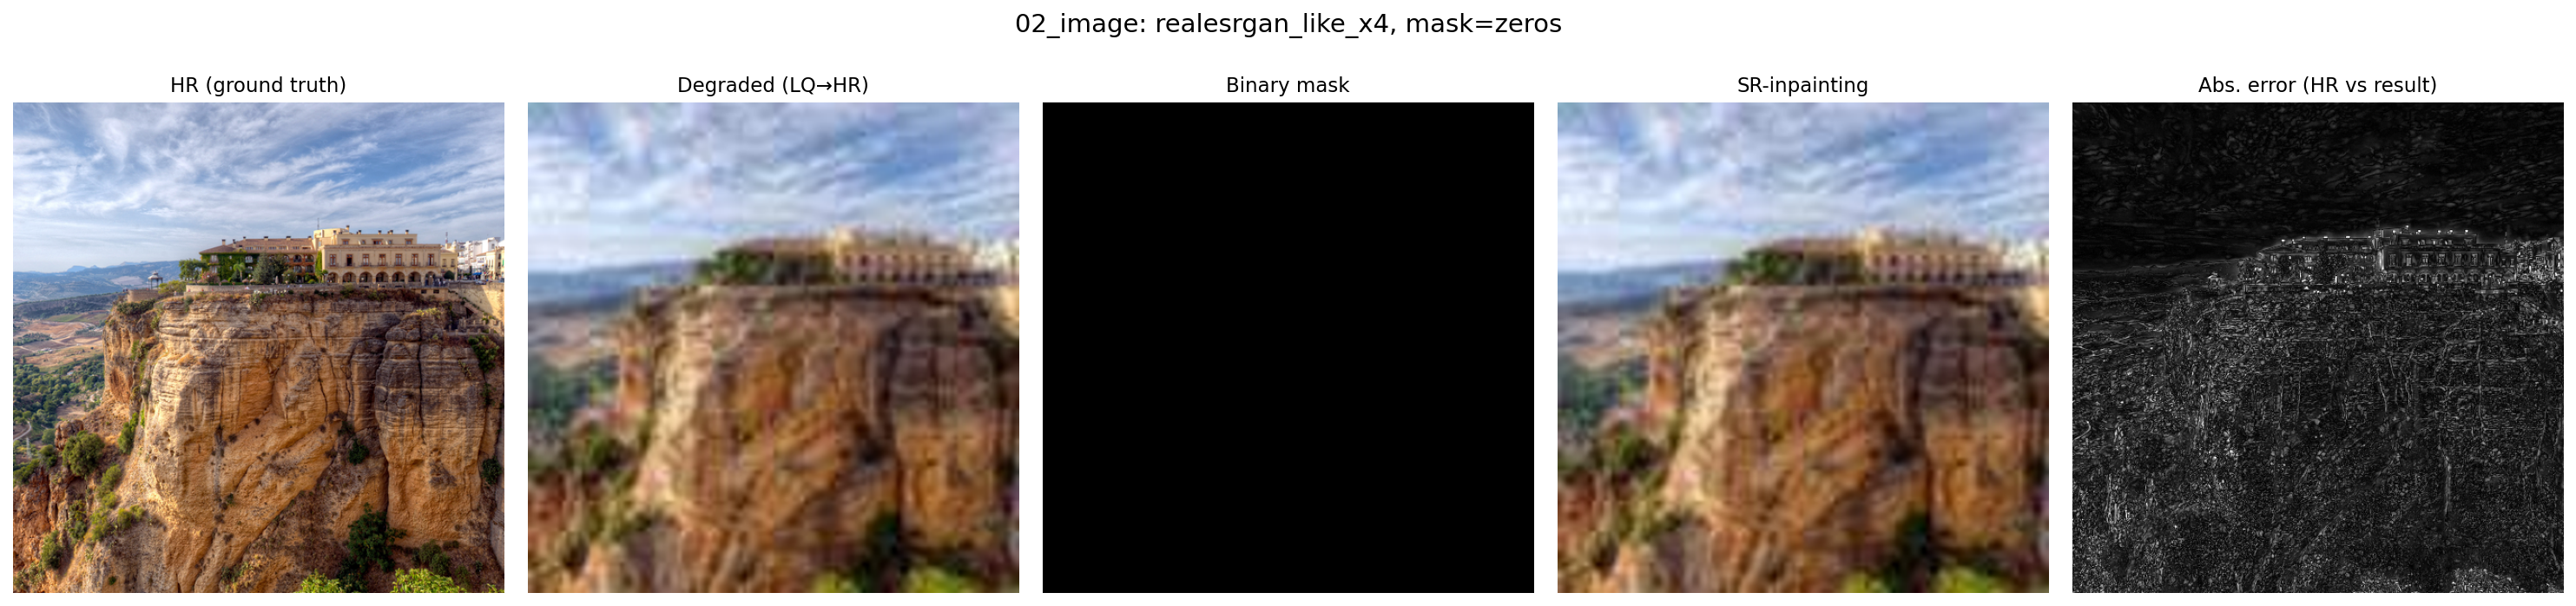 02_image: realesrgan_like_x4, mask=zeros
HR (ground truth)
Degraded (LQ→HR)
Binary mask
SR-inpainting
Abs. error (HR vs result)